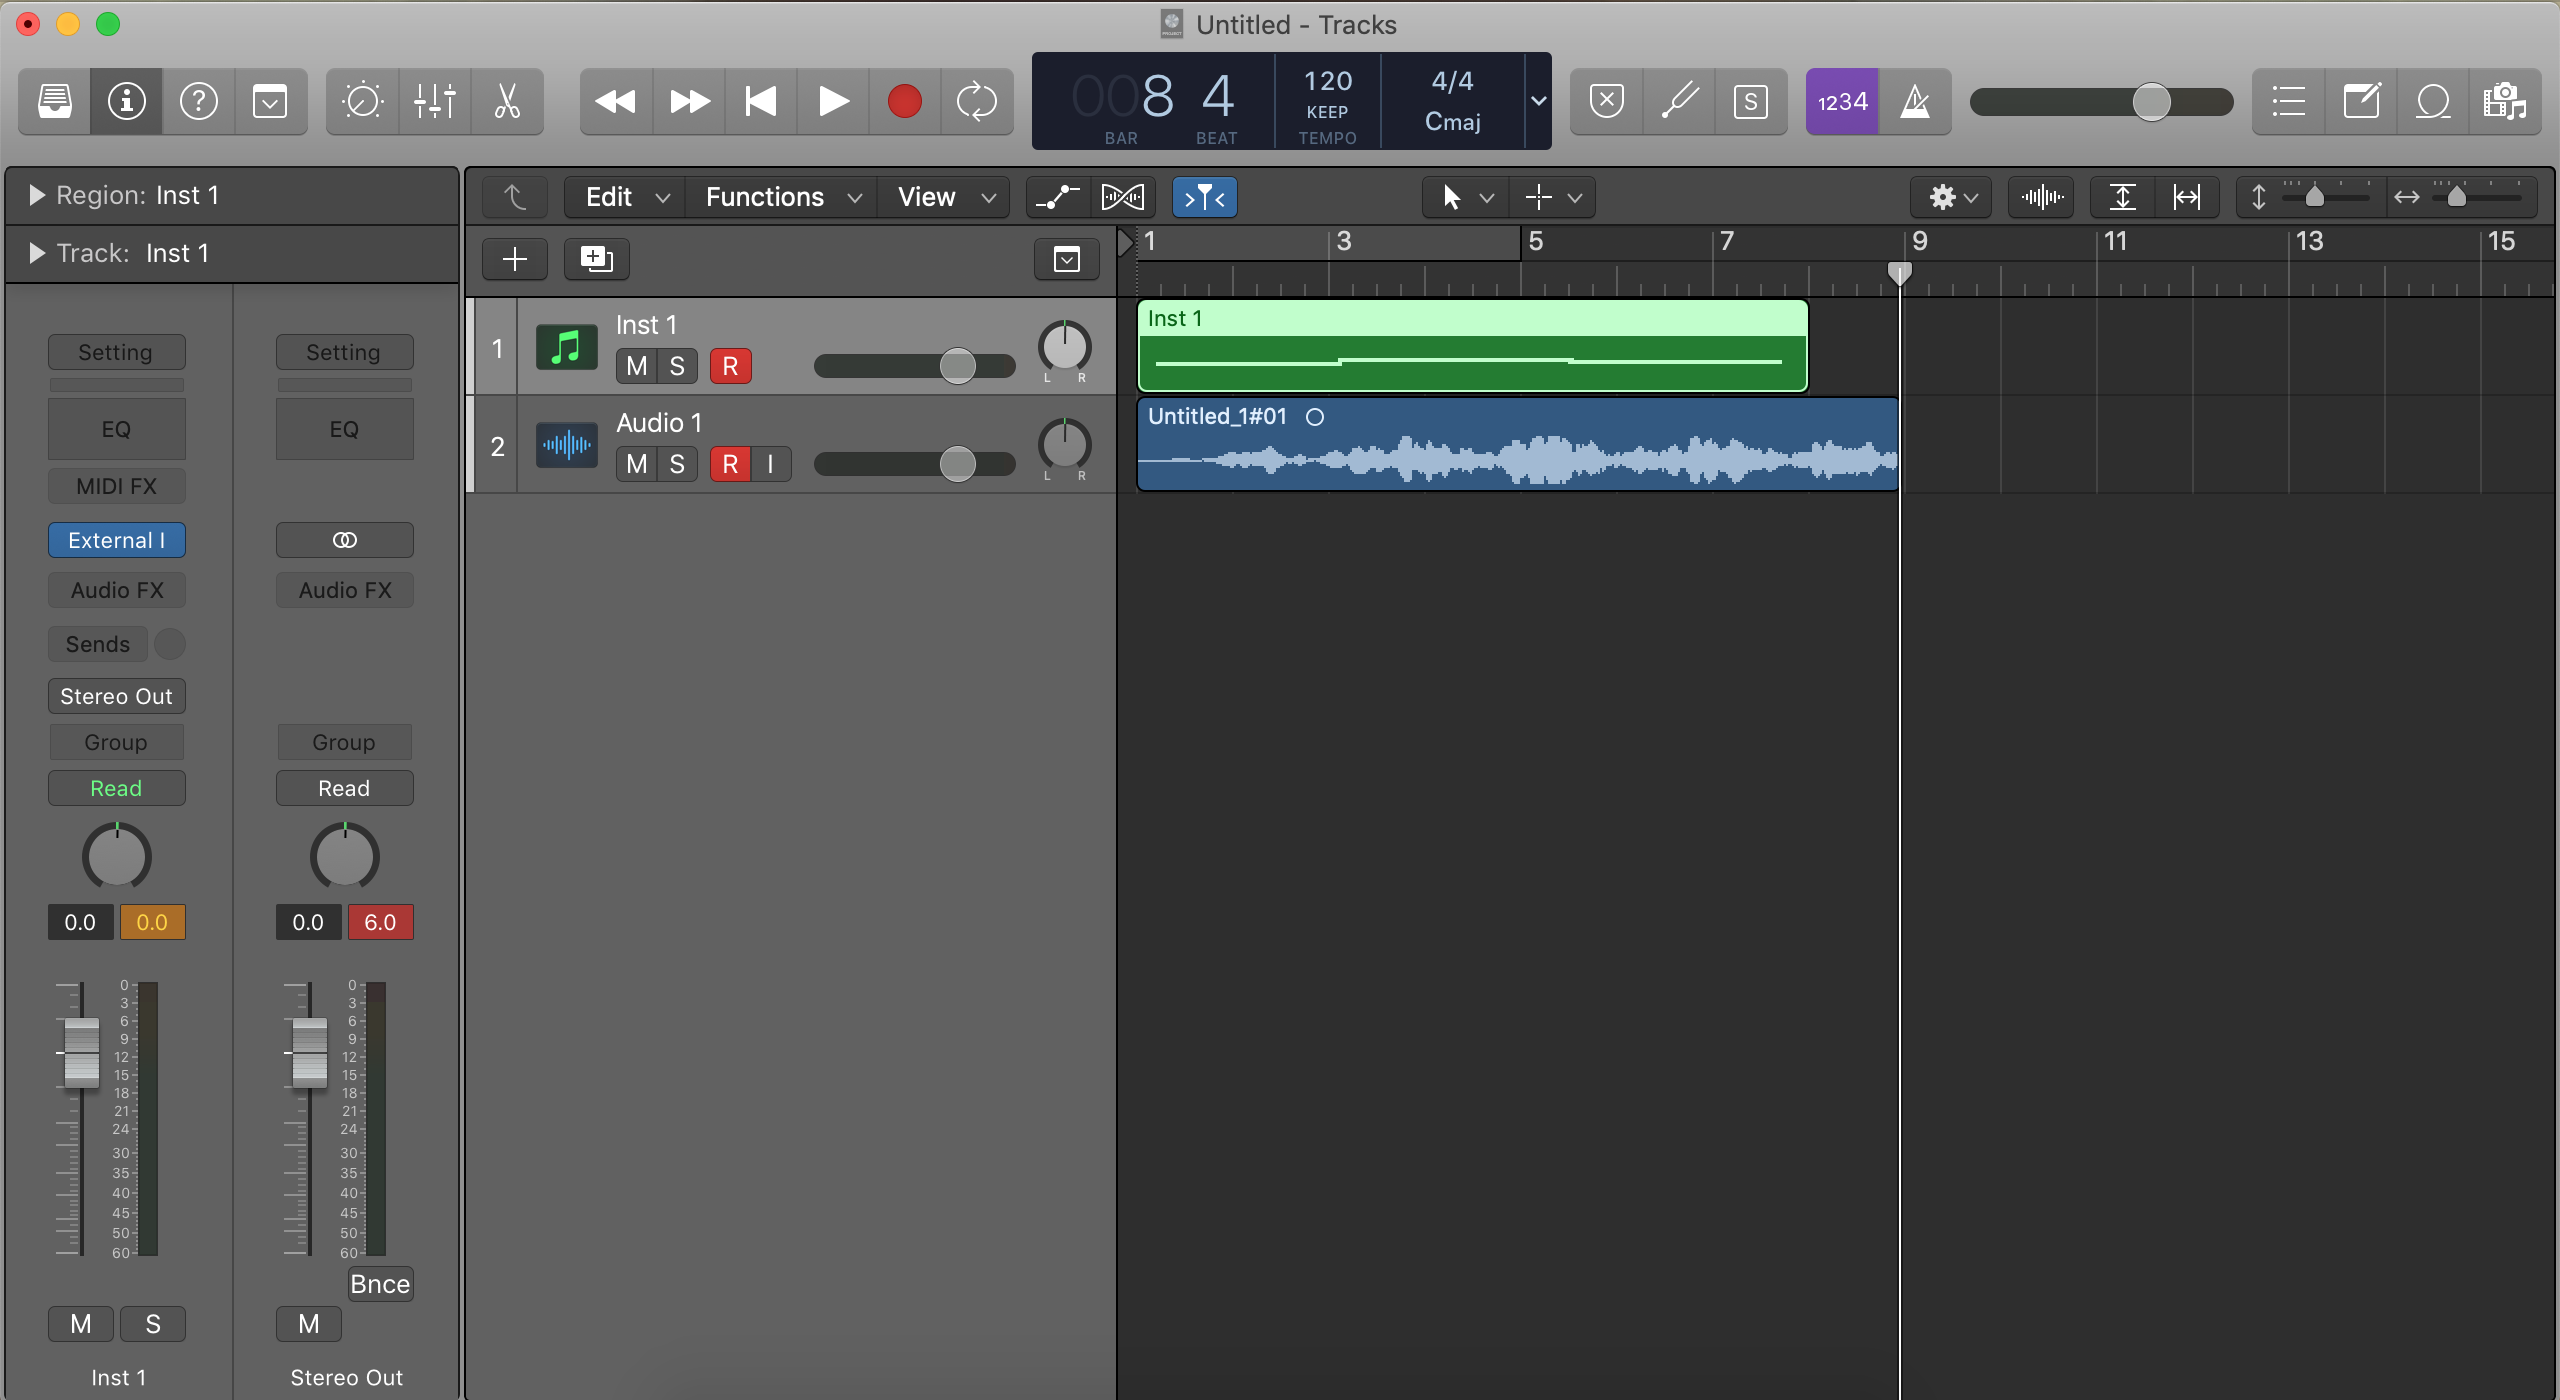 Untitled - Tracks
1234
008 4
BAR BEAT
120
KEEP
TEMPO
4/4
Cmaj
S
Region: Inst 1
Track: Inst 1
Edit Functions View
1 3 5 7 9 11 13 15
1
Inst 1
M S R
L R
Inst 1
2
Audio 1
M S R I
L R
Untitled_1#01
Setting Setting
EQ EQ
MIDI FX
External I
Audio FX Audio FX
Sends
Stereo Out
Group Group
Read Read
0.0 0.0 0.0 6.0
0 0
3 3
6 6
9 9
12 12
15 15
18 18
21 21
24 24
30 30
35 35
40 40
45 45
50 50
60 60
Bnce
M S M
Inst 1 Stereo Out